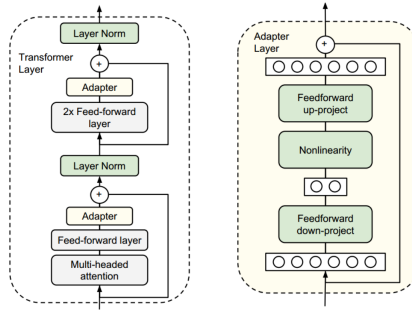 Layer Norm
Transformer
Layer
+
Adapter
2x Feed-forward
layer
Layer Norm
+
Adapter
Feed-forward layer
Multi-headed
attention
Adapter
Layer
+
Feedforward
up-project
Nonlinearity
Feedforward
down-project